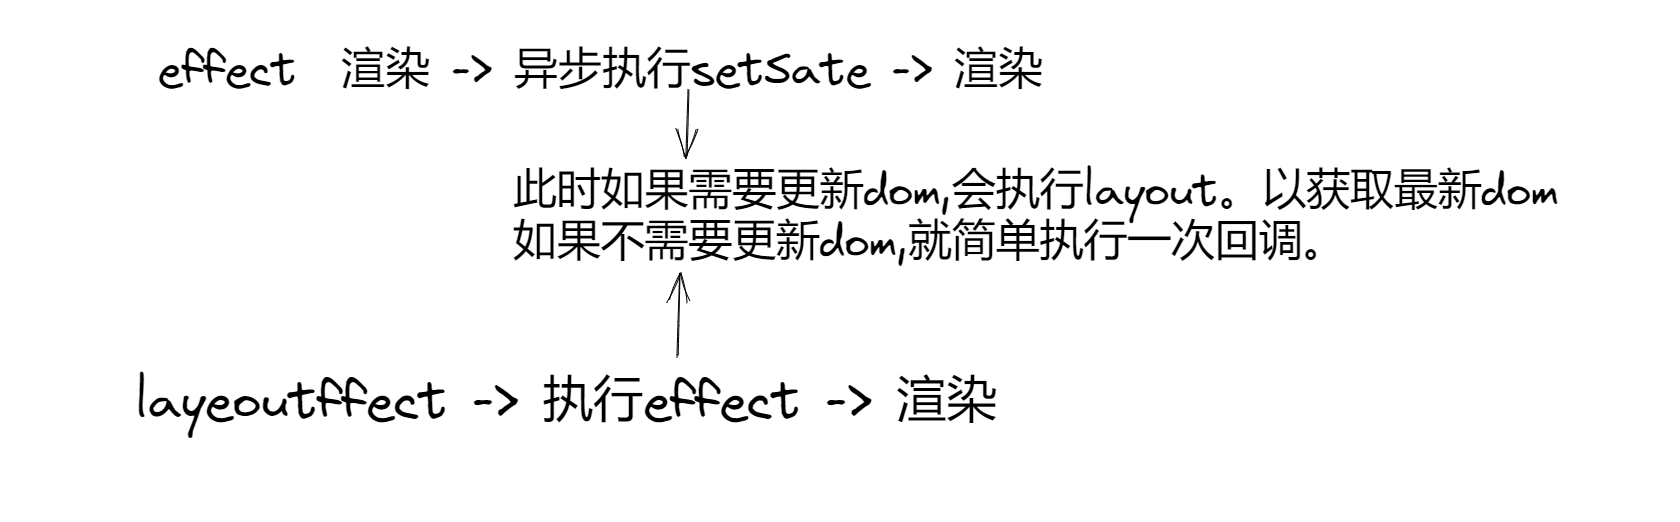 effect 渲染 -> 异步执行setSate -> 渲染
此时如果需要更新dom,会执行layout。以获取最新dom
如果不需要更新dom,就简单执行一次回调。
layeoutffect -> 执行effect -> 渲染